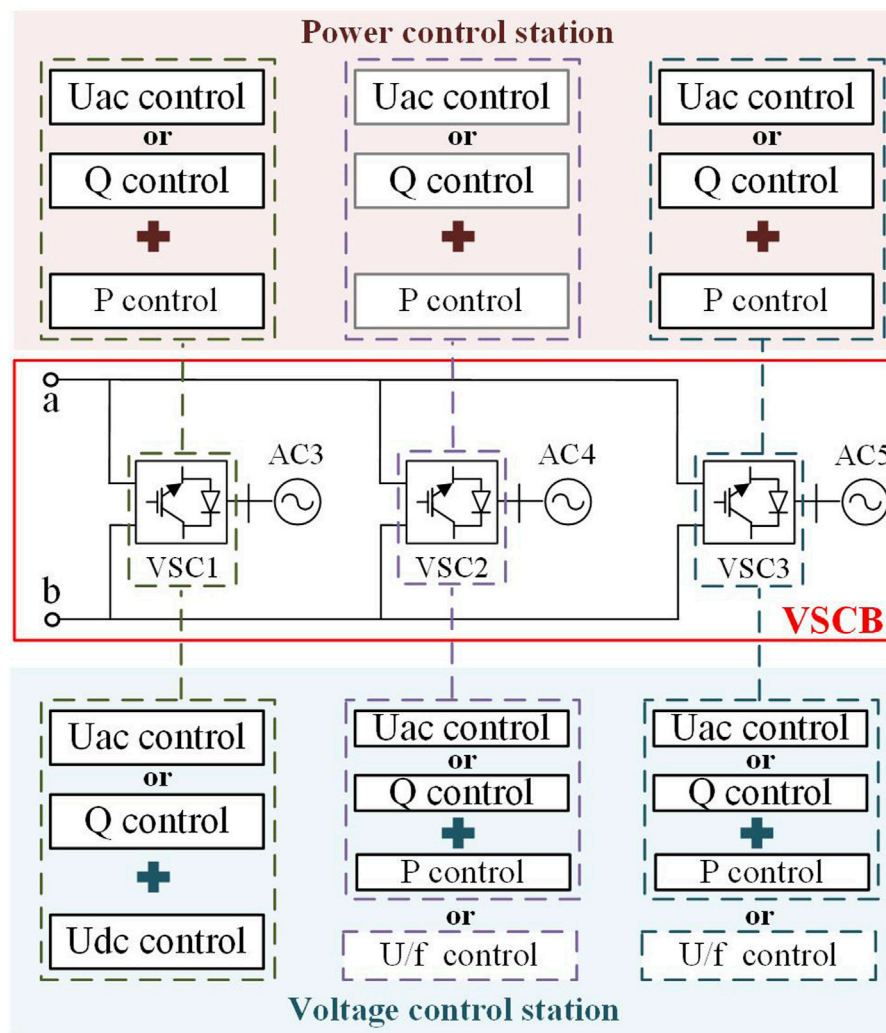 Power control station
Uac control Uac control Uac control
or or or
Q control Q control Q control
P control P control P control
a
AC3 AC4 AC5
VSC1 VSC2 VSC3
b
VSCB
Uac control Uac control Uac control
or or or
Q control Q control Q control
P control P control
or or
Udc control U/f control U/f control
Voltage control station